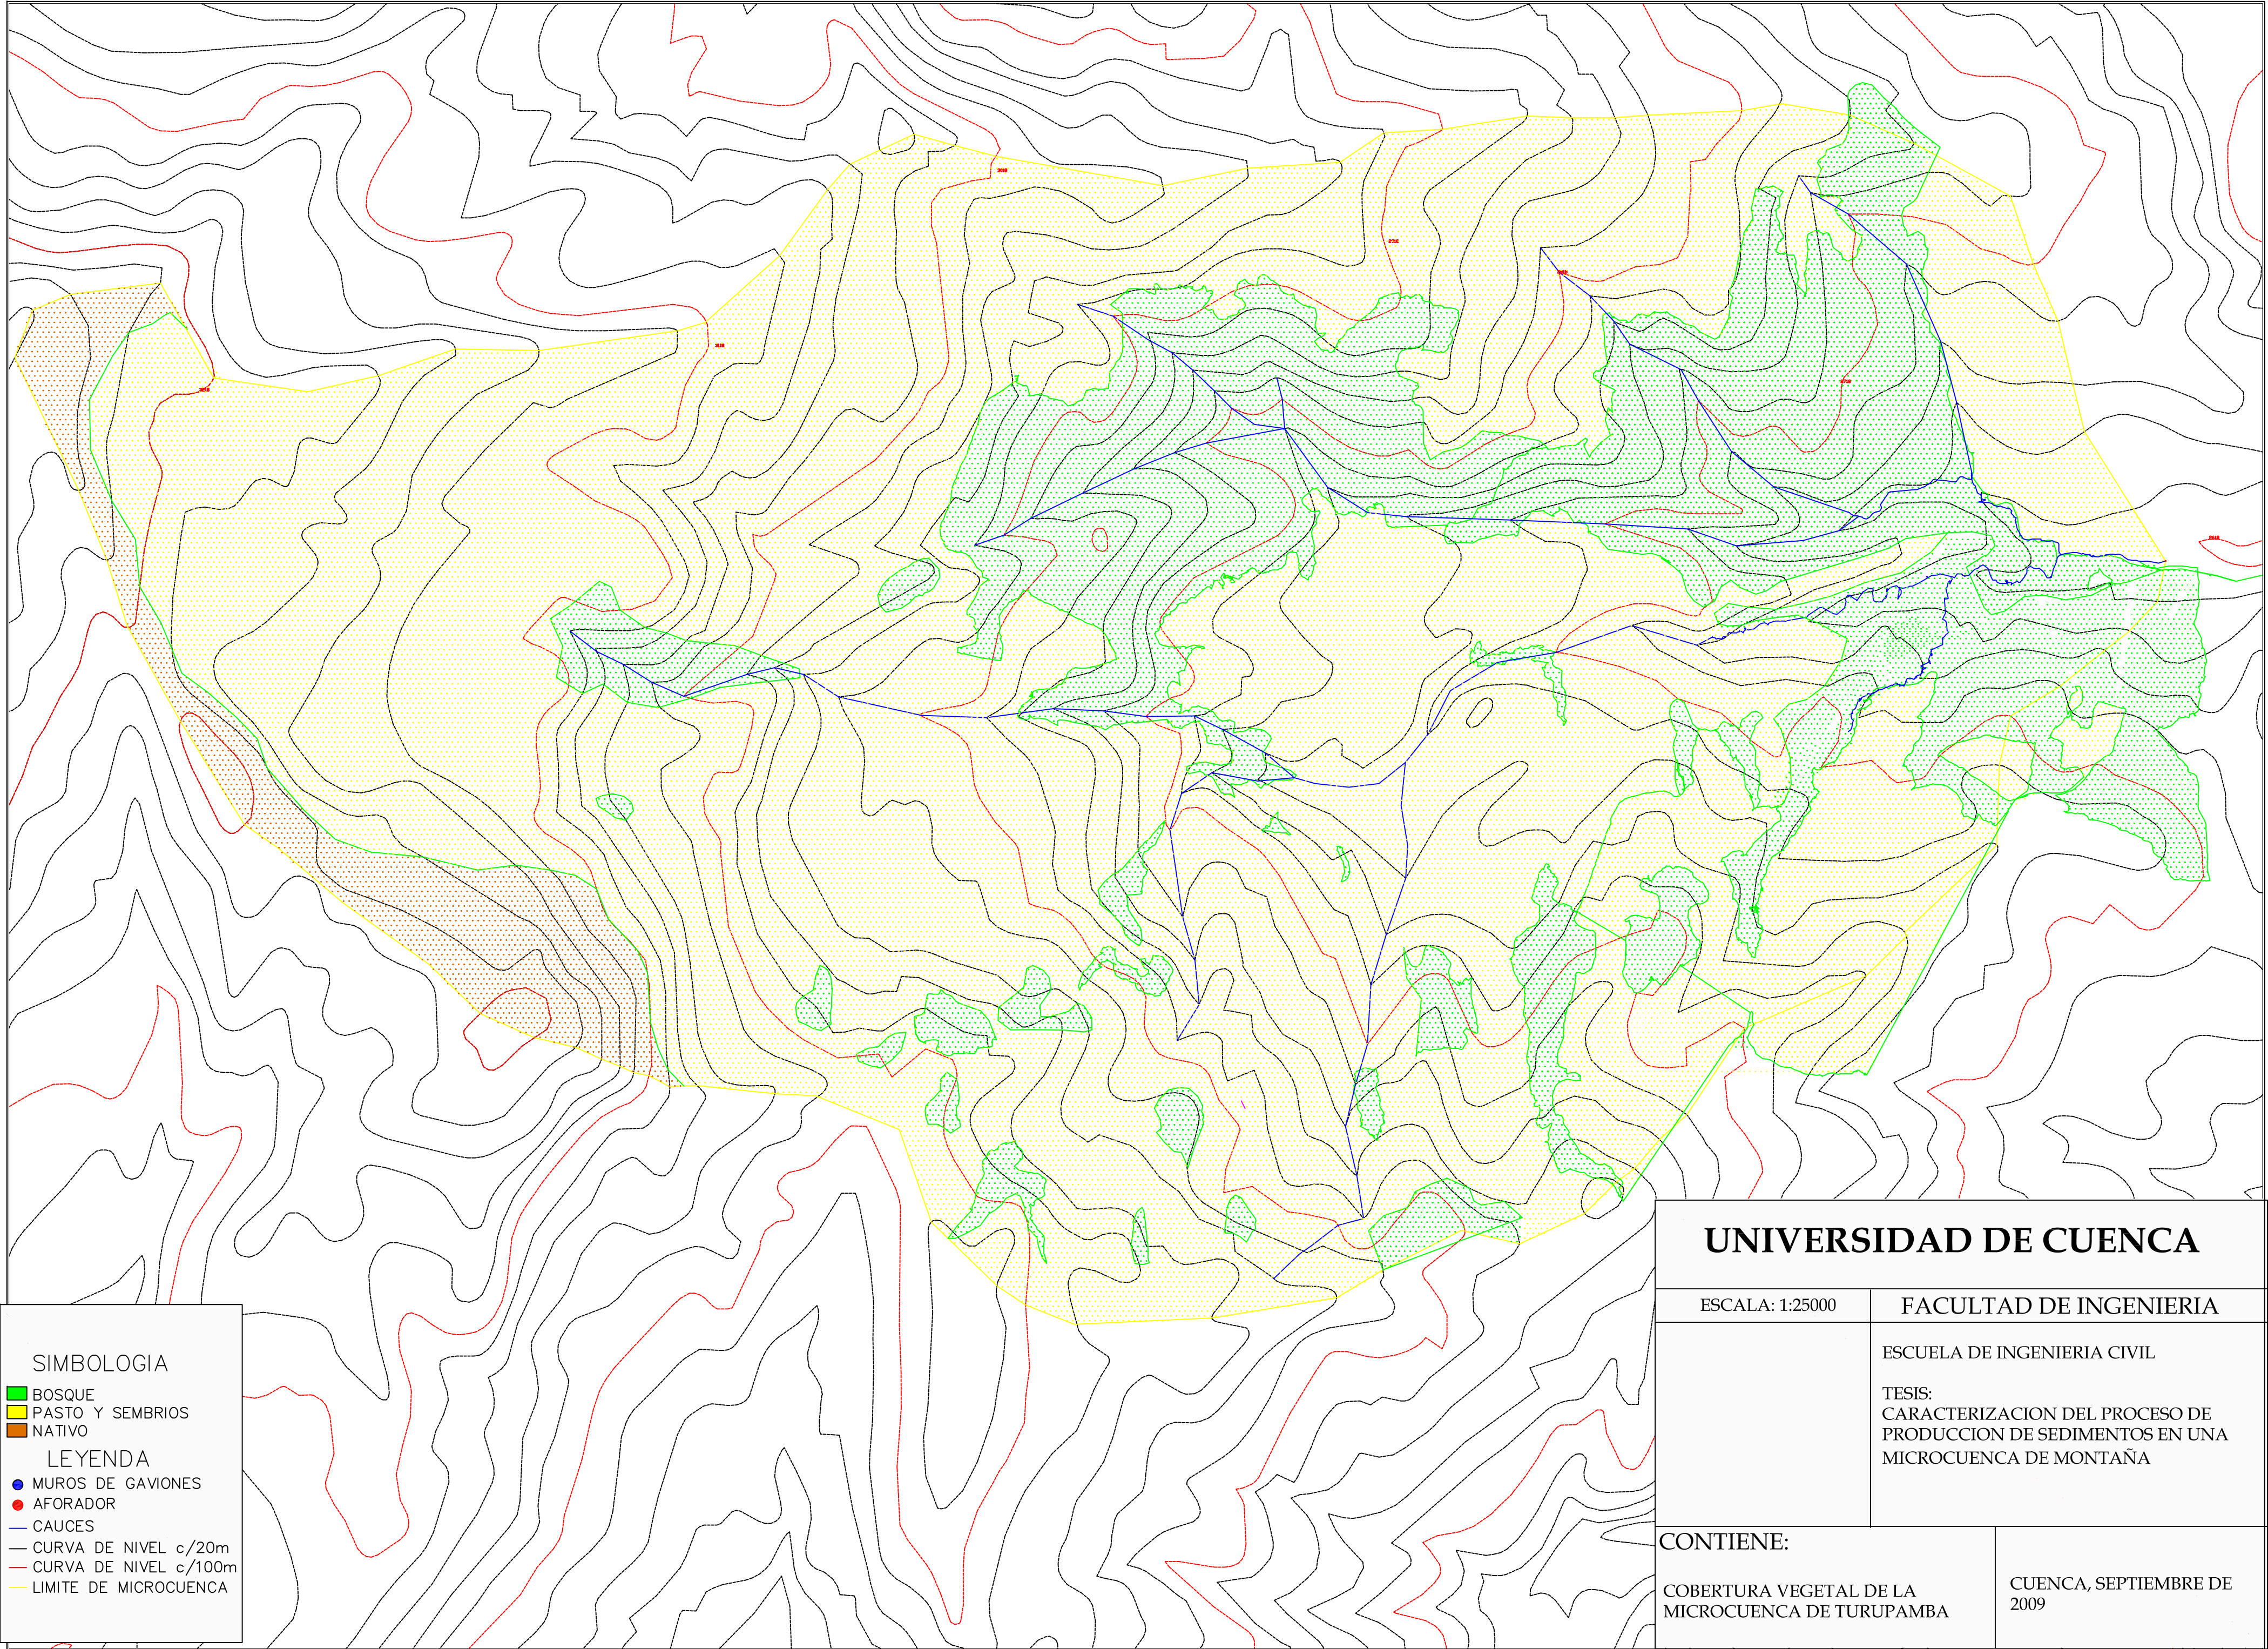 UNIVERSIDAD DE CUENCA
ESCALA: 1:25000
FACULTAD DE INGENIERIA
ESCUELA DE INGENIERIA CIVIL
TESIS:
CARACTERIZACION DEL PROCESO DE
PRODUCCION DE SEDIMENTOS EN UNA
MICROCUENCA DE MONTAÑA
CONTIENE:
COBERTURA VEGETAL DE LA
MICROCUENCA DE TURUPAMBA
CUENCA, SEPTIEMBRE DE
2009
SIMBOLOGIA
BOSQUE
PASTO Y SEMBRIOS
NATIVO
LEYENDA
MUROS DE GAVIONES
AFORADOR
CAUCES
CURVA DE NIVEL c/20m
CURVA DE NIVEL c/100m
LIMITE DE MICROCUENCA